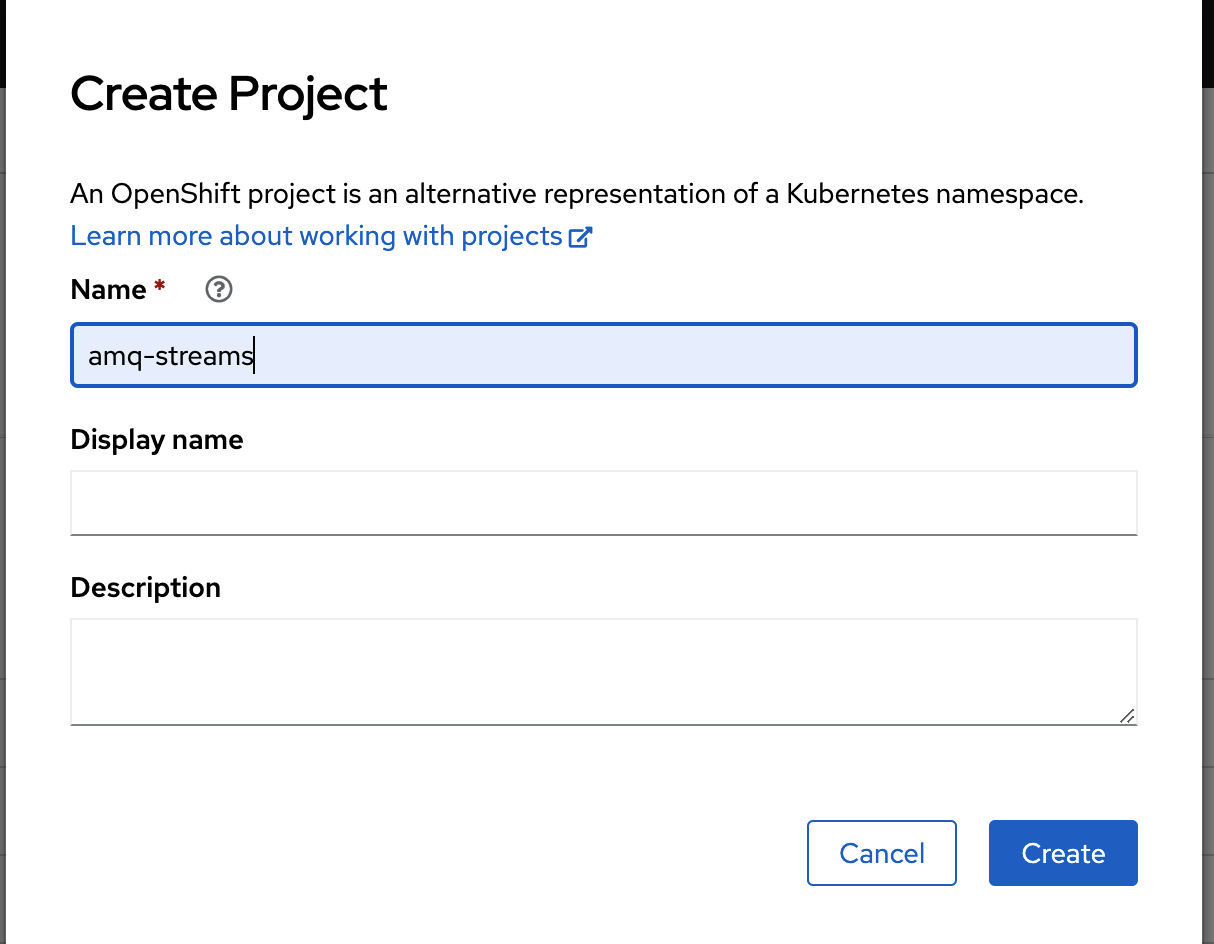 Create Project
An OpenShift project is an alternative representation of a Kubernetes namespace.
Learn more about working with projects
Name *
amq-streams
Display name
Description
Cancel
Create